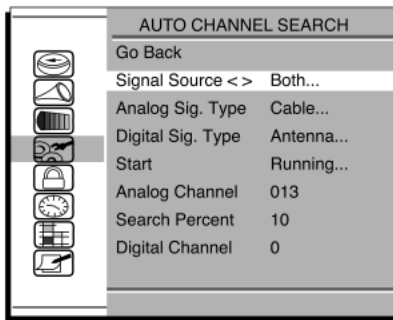 AUTO CHANNEL SEARCH
Go Back
Signal Source < > Both...
Analog Sig. Type Cable...
Digital Sig. Type Antenna...
Start Running...
Analog Channel 013
Search Percent 10
Digital Channel 0